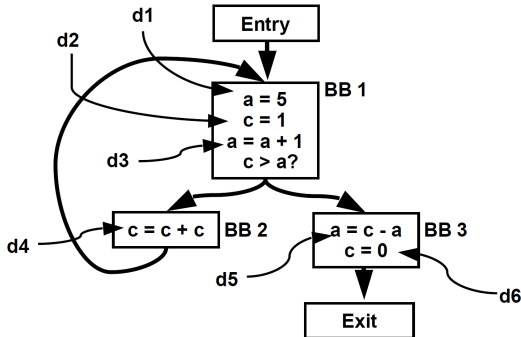 Entry
d1
d2
BB 1
a = 5
c = 1
a = a + 1
c > a?
d3
c = c + c
BB 2
d4
a = c - a
c = 0
BB 3
d5
d6
Exit